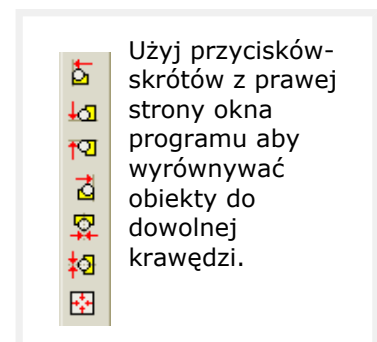 Użyj przycisków-
skrótów z prawej
strony okna
programu aby
wyrównywać
obiekty do
dowolnej
krawędzi.